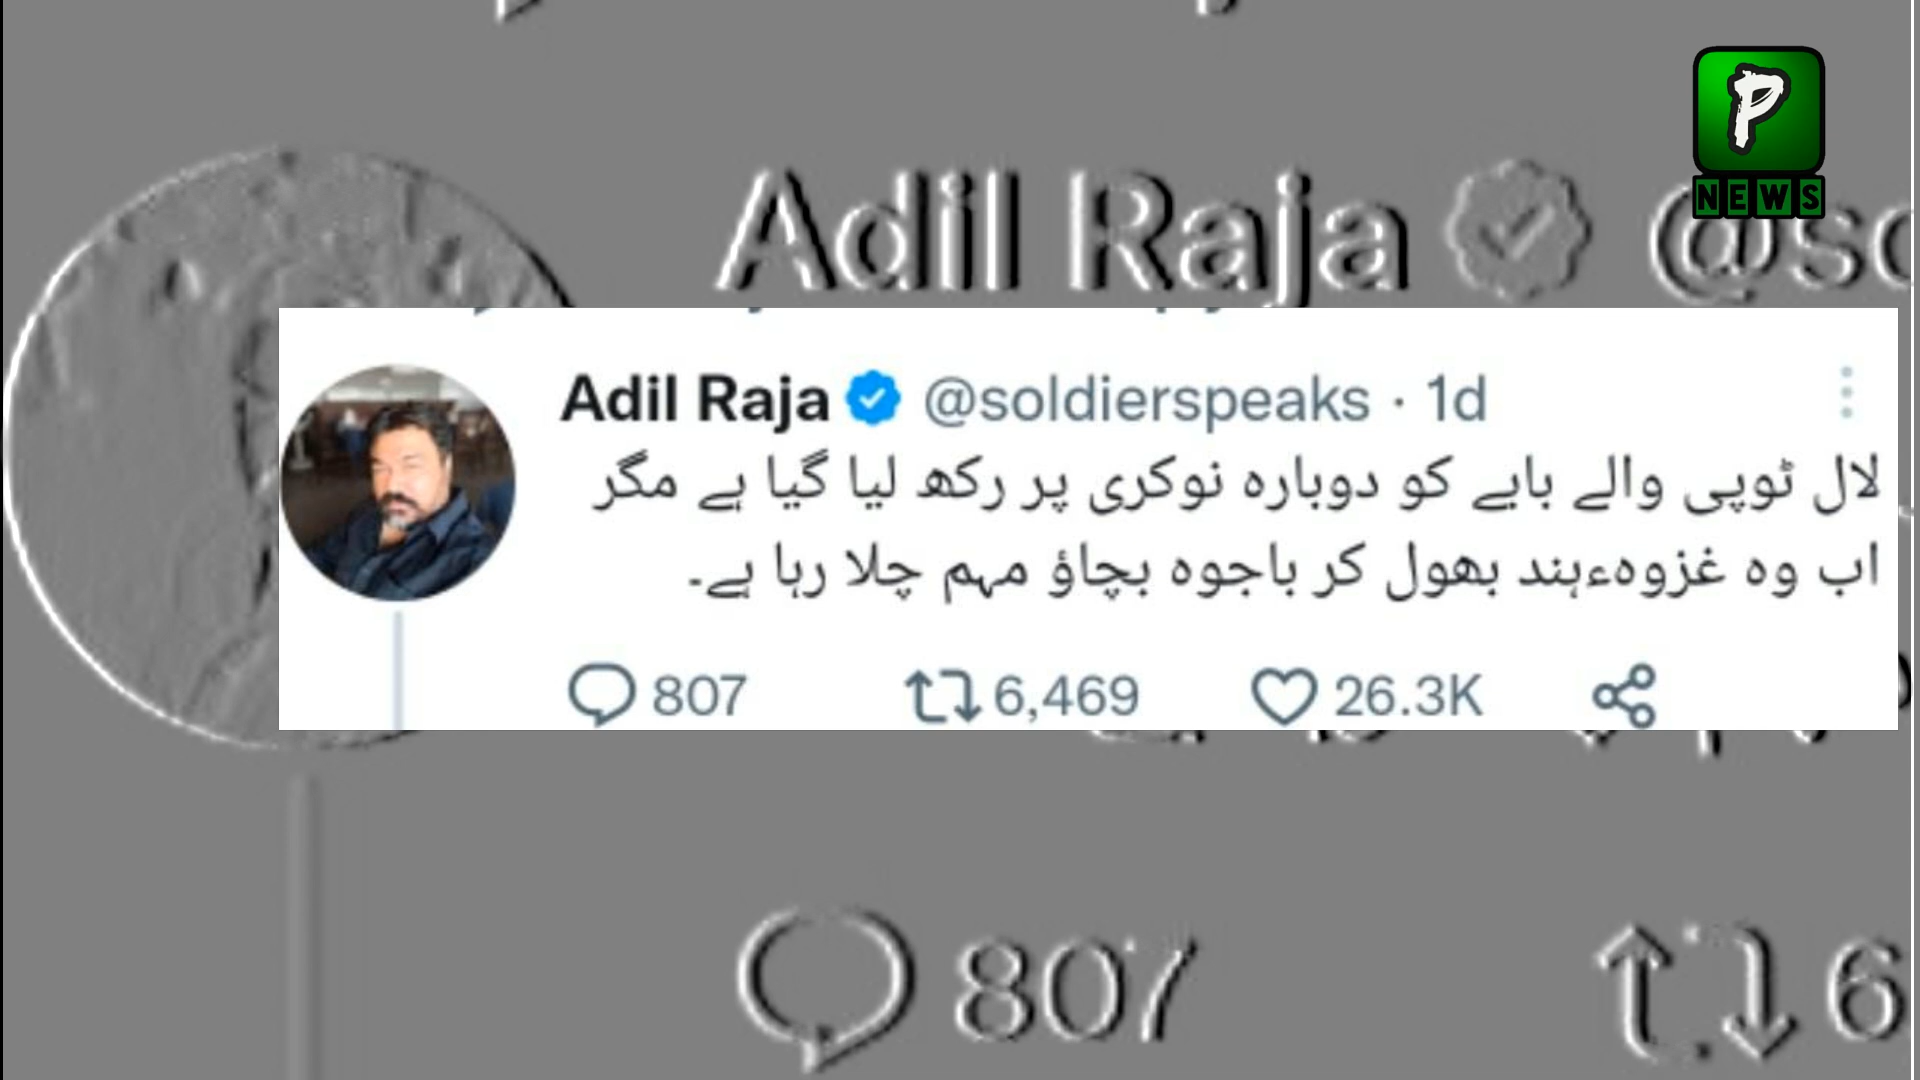 Adil Raja @so
P
NEWS
Adil Raja @soldierspeaks · 1d
لال ٹوپی والے بابے کو دوبارہ نوکری پر رکھ لیا گیا ہے مگر
اب وہ غزوہءہند بھول کر باجوہ بچاؤ مہم چلا رہا ہے۔
807 6,469 26.3K
807 6